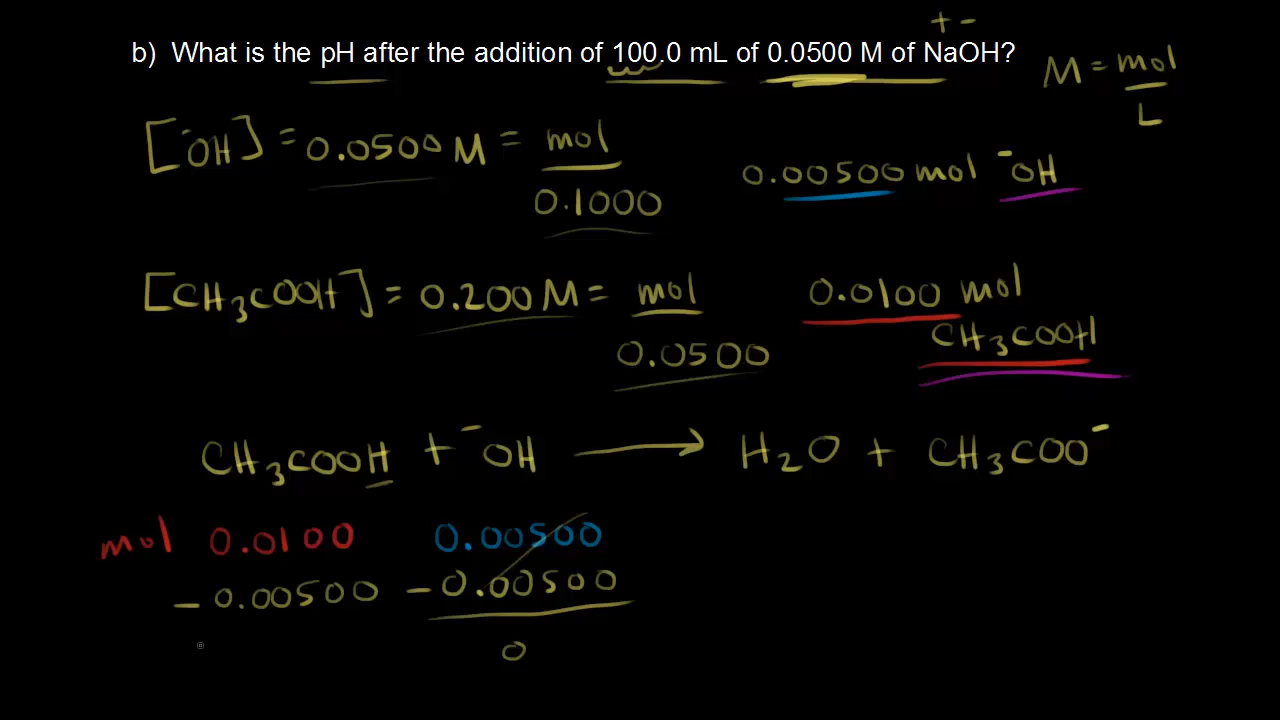 b) What is the pH after the addition of 100.0 mL of 0.0500 M of NaOH?
+ -
M = mol / L
[⁻OH] = 0.0500 M = mol / 0.1000
0.00500 mol ⁻OH
[CH₃COOH] = 0.200 M = mol / 0.0500
0.0100 mol
CH₃COOH
CH₃COOH + ⁻OH → H₂O + CH₃COO⁻
mol 0.0100 0.00500
- 0.00500 - 0.00500
0